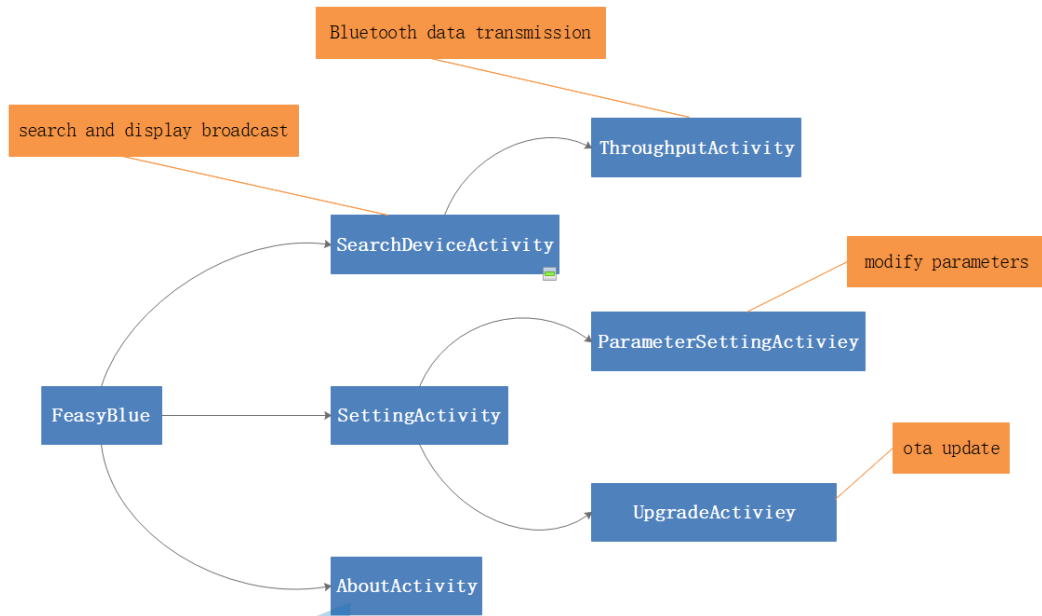 Bluetooth data transmission
search and display broadcast
ThroughputActivity
SearchDeviceActivity
modify parameters
ParameterSettingActiviey
FeasyBlue
SettingActivity
ota update
UpgradeActiviey
AboutActivity